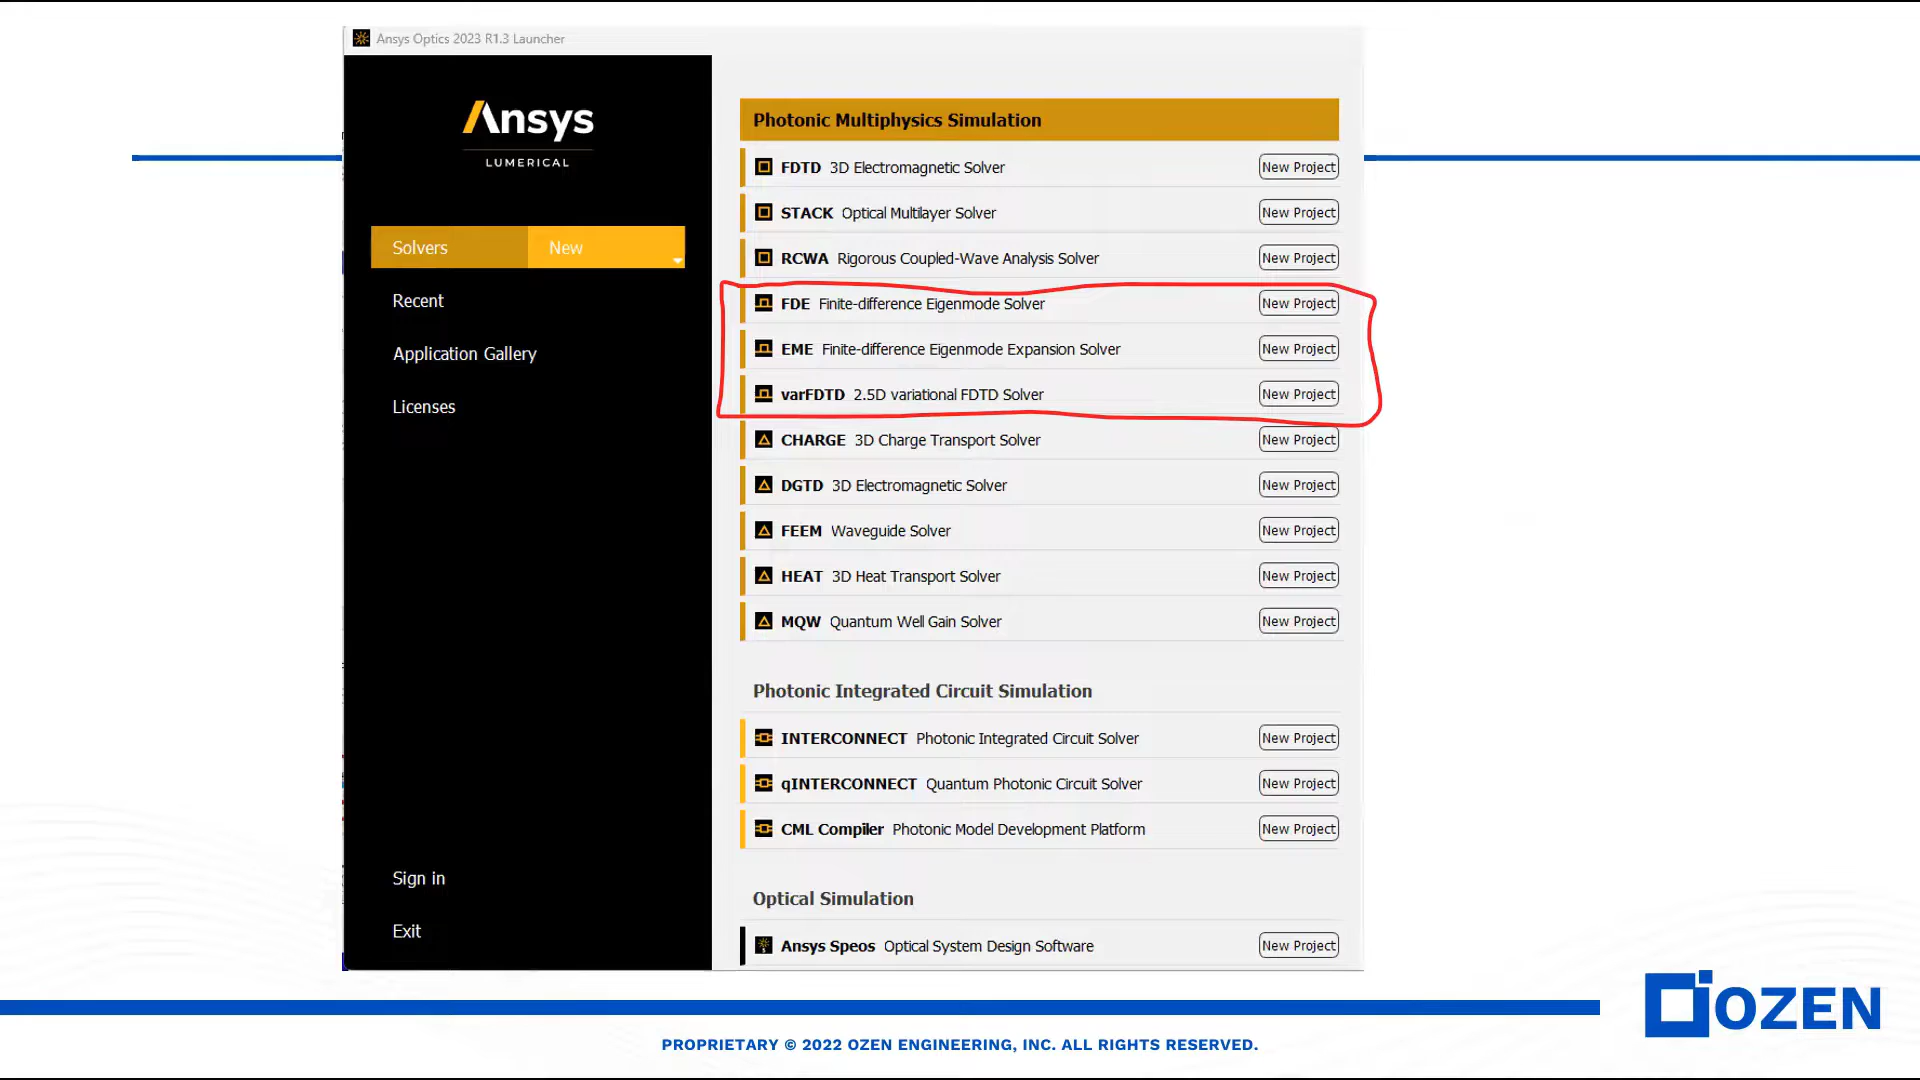 Ansys Optics 2023 R1.3 Launcher
Ansys
LUMERICAL
Solvers New
Recent
Application Gallery
Licenses
Sign in
Exit
Photonic Multiphysics Simulation
FDTD 3D Electromagnetic Solver New Project
STACK Optical Multilayer Solver New Project
RCWA Rigorous Coupled-Wave Analysis Solver New Project
FDE Finite-difference Eigenmode Solver New Project
EME Finite-difference Eigenmode Expansion Solver New Project
varFDTD 2.5D variational FDTD Solver New Project
CHARGE 3D Charge Transport Solver New Project
DGTD 3D Electromagnetic Solver New Project
FEEM Waveguide Solver New Project
HEAT 3D Heat Transport Solver New Project
MQW Quantum Well Gain Solver New Project
Photonic Integrated Circuit Simulation
INTERCONNECT Photonic Integrated Circuit Solver New Project
qINTERCONNECT Quantum Photonic Circuit Solver New Project
CML Compiler Photonic Model Development Platform New Project
Optical Simulation
Ansys Speos Optical System Design Software New Project
OZEN
PROPRIETARY © 2022 OZEN ENGINEERING, INC. ALL RIGHTS RESERVED.